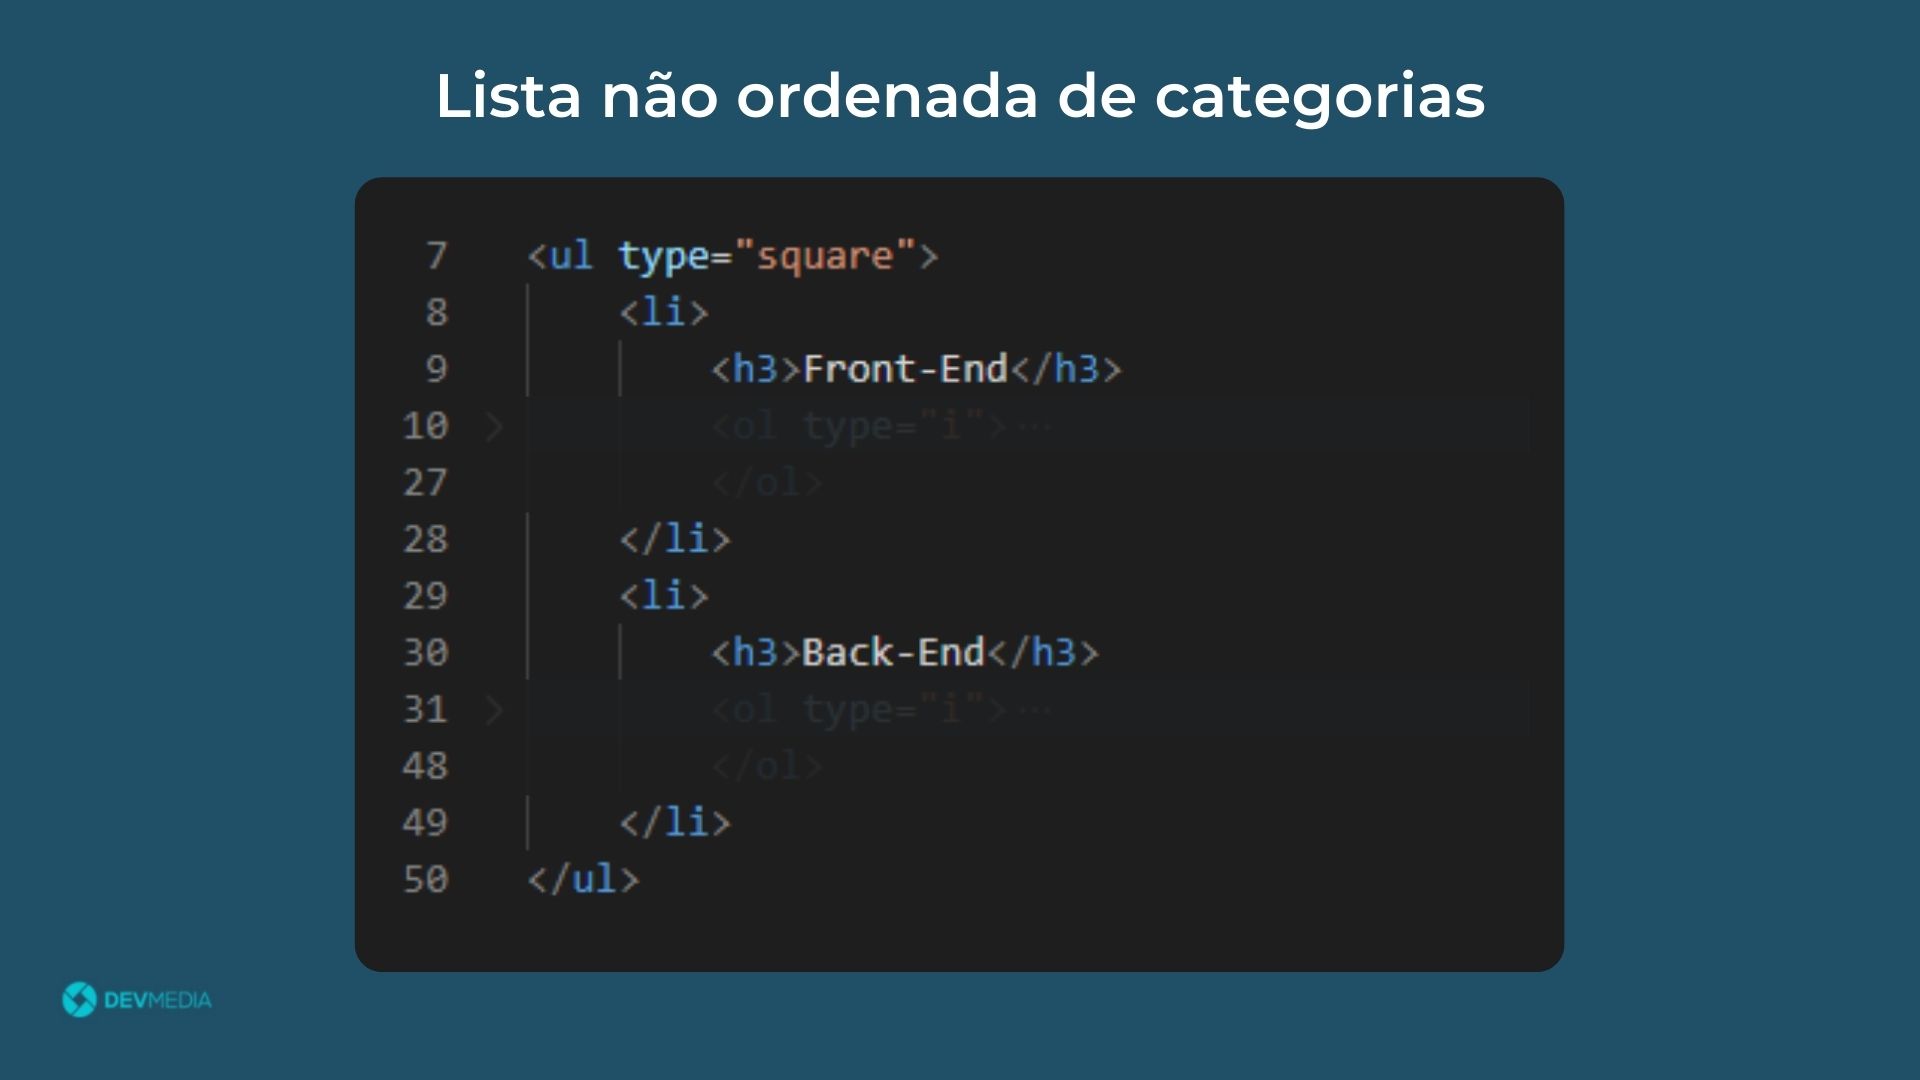 Lista não ordenada de categorias
7 <ul type="square">
8 <li>
9 <h3>Front-End</h3>
10 > <ol type="i">···
27 </ol>
28 </li>
29 <li>
30 <h3>Back-End</h3>
31 > <ol type="i">···
48 </ol>
49 </li>
50 </ul>
DEVMEDIA